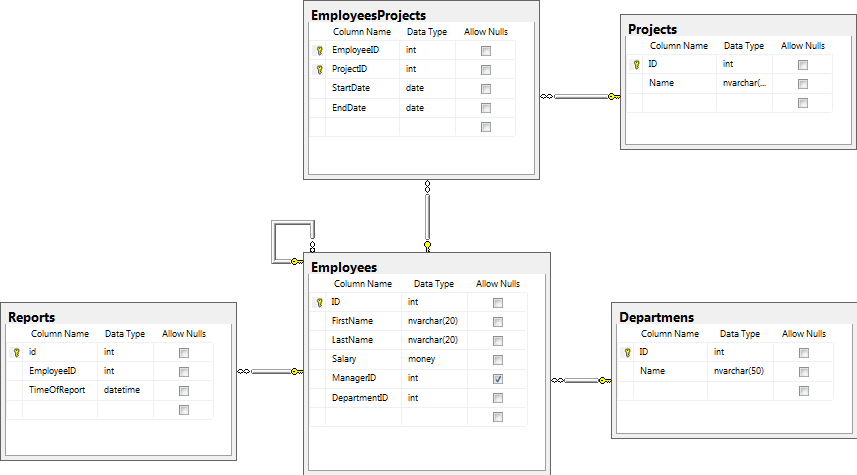 EmployeesProjects
Column Name Data Type Allow Nulls
EmployeeID int
ProjectID int
StartDate date
EndDate date
Projects
Column Name Data Type Allow Nulls
ID int
Name nvarchar(...
Employees
Column Name Data Type Allow Nulls
ID int
FirstName nvarchar(20)
LastName nvarchar(20)
Salary money
ManagerID int
DepartmentID int
Reports
Column Name Data Type Allow Nulls
id int
EmployeeID int
TimeOfReport datetime
Departmens
Column Name Data Type Allow Nulls
ID int
Name nvarchar(50)